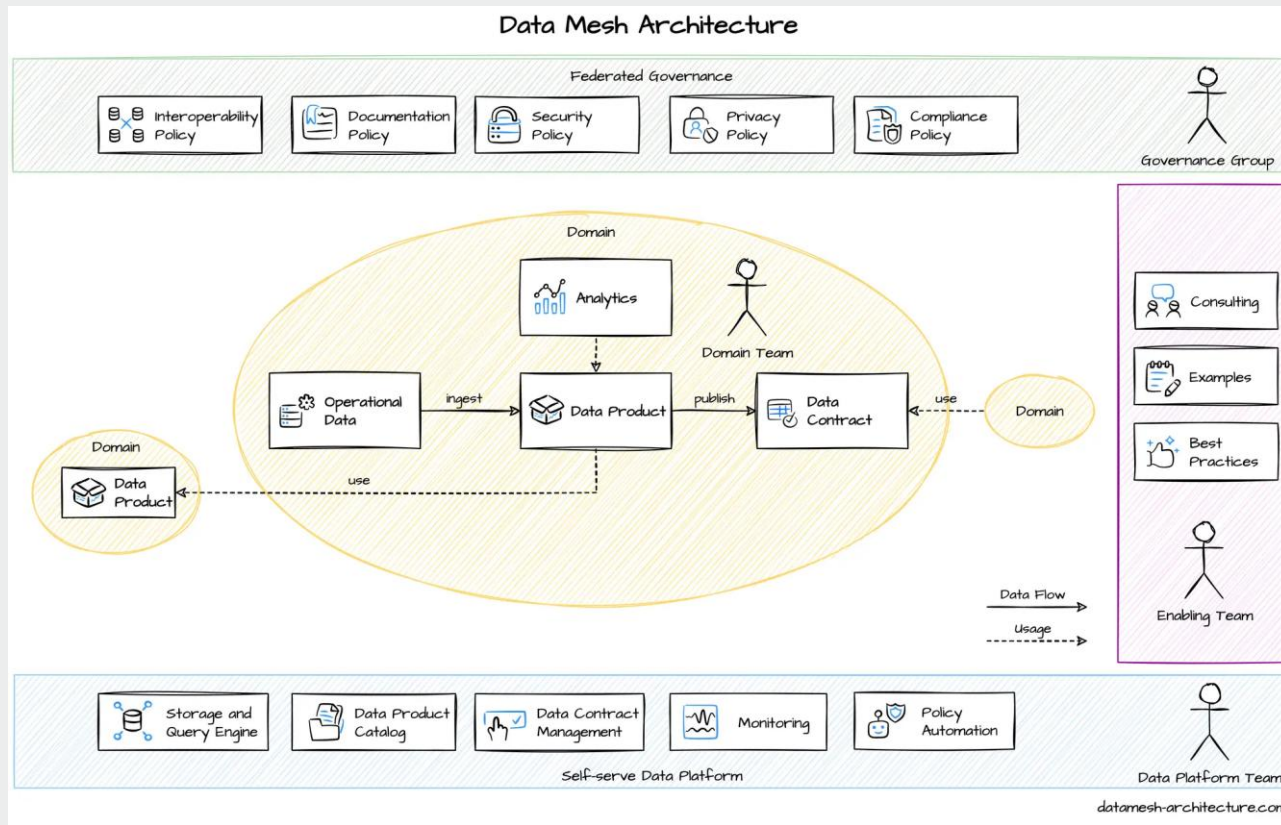 Data Mesh Architecture
Federated Governance
Interoperability
Policy
Documentation
Policy
Security
Policy
Privacy
Policy
Compliance
Policy
Governance Group
Domain
Analytics
Domain Team
Operational
Data
ingest
Data Product
publish
Data
Contract
use
Domain
Domain
Data
Product
use
Consulting
Examples
Best
Practices
Enabling Team
Data Flow
Usage
Storage and
Query Engine
Data Product
Catalog
Data Contract
Management
Monitoring
Policy
Automation
Self-serve Data Platform
Data Platform Team
datamesh-architecture.com